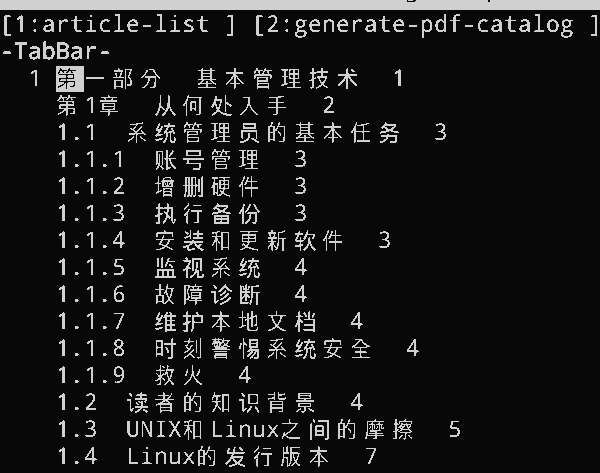 [1:article-list ] [2:generate-pdf-catalog ]
-TabBar-
1 第一部分 基本管理技术 1
第1章 从何处入手 2
1.1 系统管理员的基本任务 3
1.1.1 账号管理 3
1.1.2 增删硬件 3
1.1.3 执行备份 3
1.1.4 安装和更新软件 3
1.1.5 监视系统 4
1.1.6 故障诊断 4
1.1.7 维护本地文档 4
1.1.8 时刻警惕系统安全 4
1.1.9 救火 4
1.2 读者的知识背景 4
1.3 UNIX和Linux之间的摩擦 5
1.4 Linux的发行版本 7